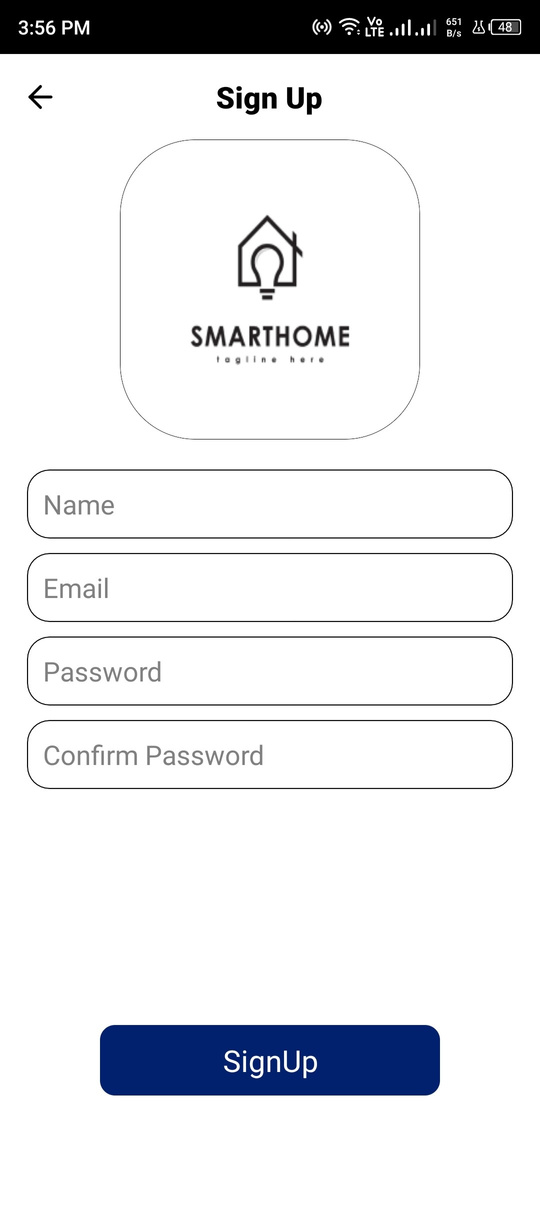 3:56 PM
Vo LTE 651 B/s 48
Sign Up
SMARTHOME
tagline here
Name
Email
Password
Confirm Password
SignUp